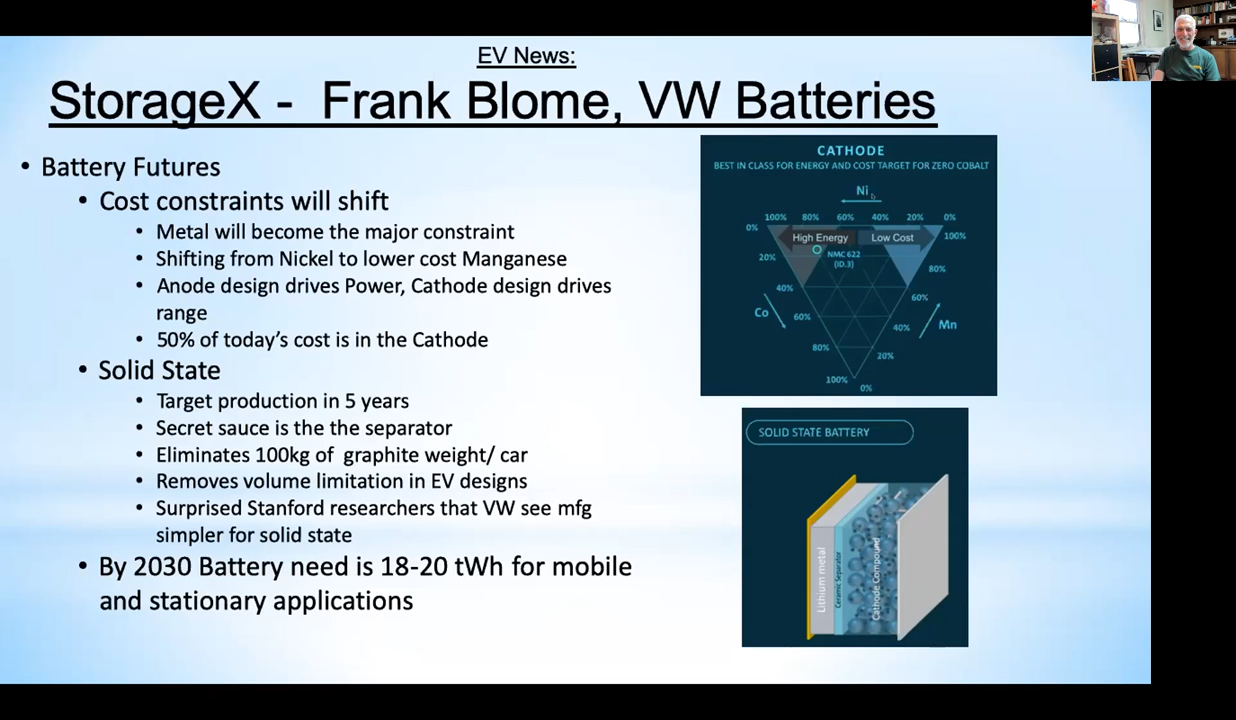 EV News:
StorageX - Frank Blome, VW Batteries
• Battery Futures
• Cost constraints will shift
• Metal will become the major constraint
• Shifting from Nickel to lower cost Manganese
• Anode design drives Power, Cathode design drives
range
• 50% of today's cost is in the Cathode
• Solid State
• Target production in 5 years
• Secret sauce is the the separator
• Eliminates 100kg of graphite weight/ car
• Removes volume limitation in EV designs
• Surprised Stanford researchers that VW see mfg
simpler for solid state
• By 2030 Battery need is 18-20 tWh for mobile
and stationary applications
CATHODE
BEST IN CLASS FOR ENERGY AND COST TARGET FOR ZERO COBALT
Ni
100% 80% 60% 40% 20% 0%
0% High Energy Low Cost 100%
20% NMC 622 80%
(ID.3)
40% 60%
Co 60% 40% Mn
80% 20%
100% 0%
SOLID STATE BATTERY
Lithium metal
Ceramic Separator
Cathode Compound